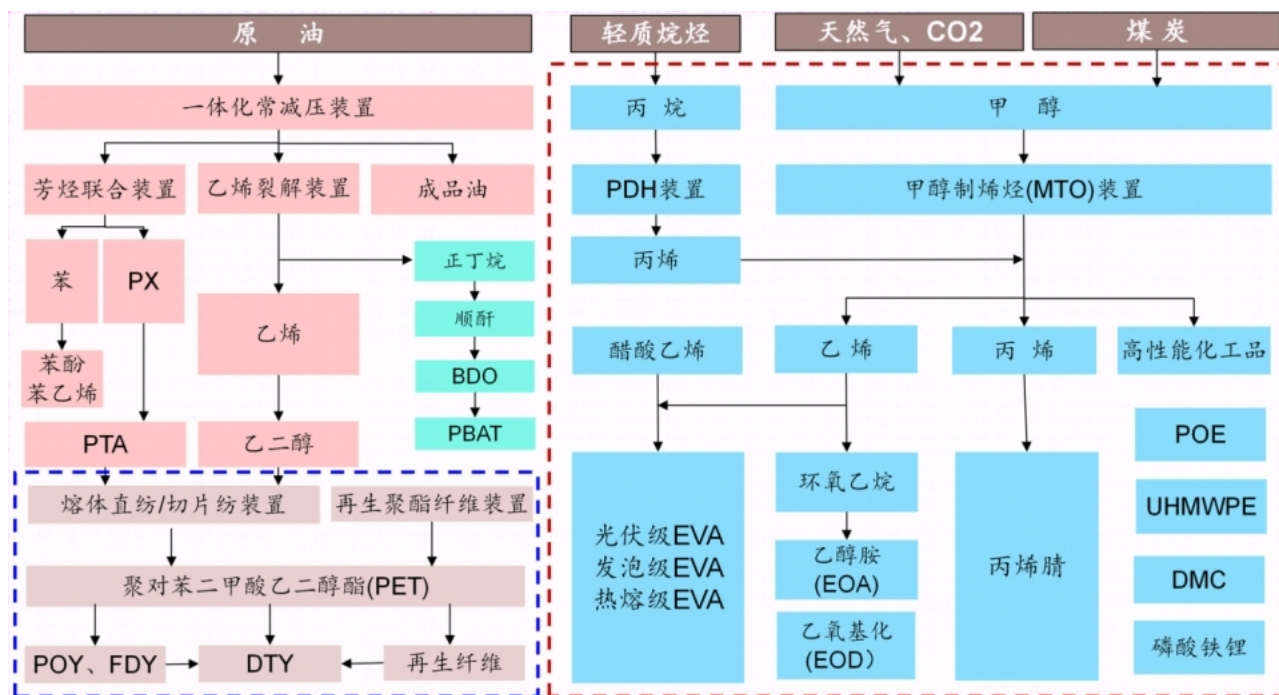 原 油
轻质烷烃
天然气、CO2
煤 炭
一体化常减压装置
丙 烷
甲 醇
芳烃联合装置
乙烯裂解装置
成品油
PDH装置
甲醇制烯烃(MTO)装置
苯
PX
正丁烷
丙烯
乙烯
顺酐
苯酚
苯乙烯
BDO
醋酸乙烯
乙 烯
丙 烯
高性能化工品
PTA
乙二醇
PBAT
POE
熔体直纺/切片纺装置
再生聚酯纤维装置
环氧乙烷
UHMWPE
光伏级EVA
发泡级EVA
热熔级EVA
乙醇胺
(EOA)
丙烯腈
DMC
聚对苯二甲酸乙二醇酯(PET)
乙氧基化
(EOD）
磷酸铁锂
POY、FDY
DTY
再生纤维